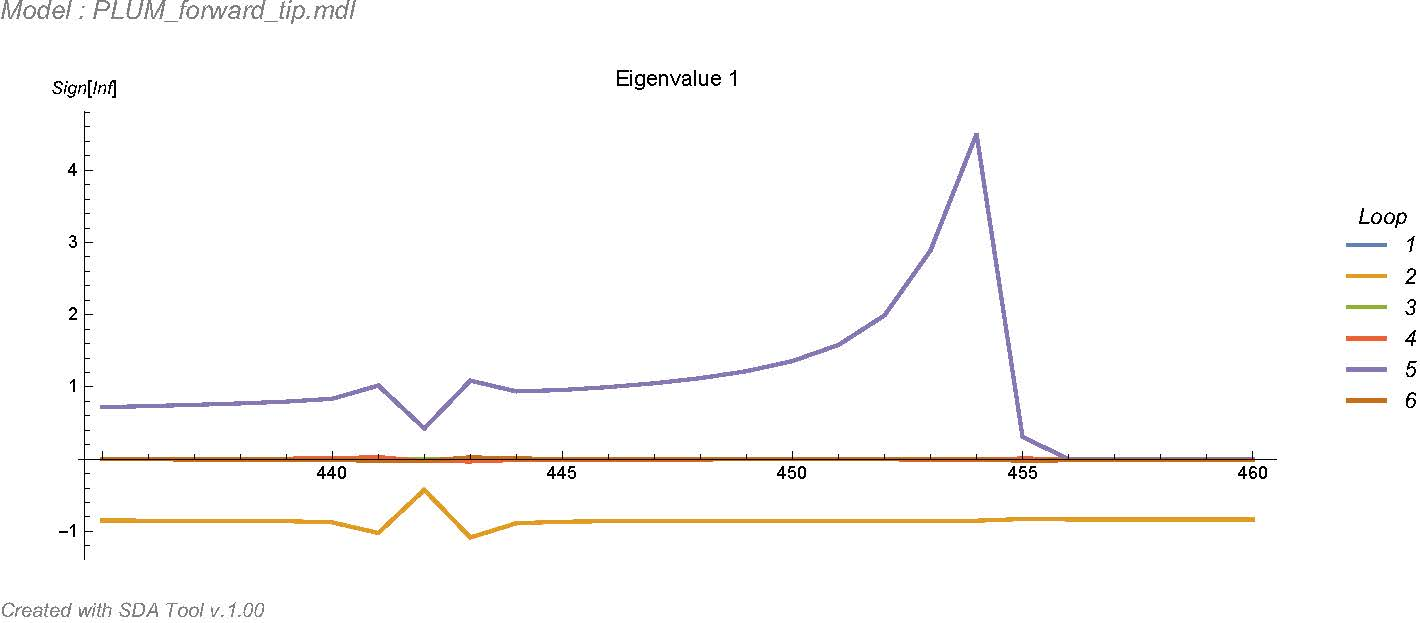 Model : PLUM_forward_tip.mdl
Eigenvalue 1
Sign[Inf]
4
3
2
1
−1
440 445 450 455 460
Loop
1
2
3
4
5
6
Created with SDA Tool v.1.00